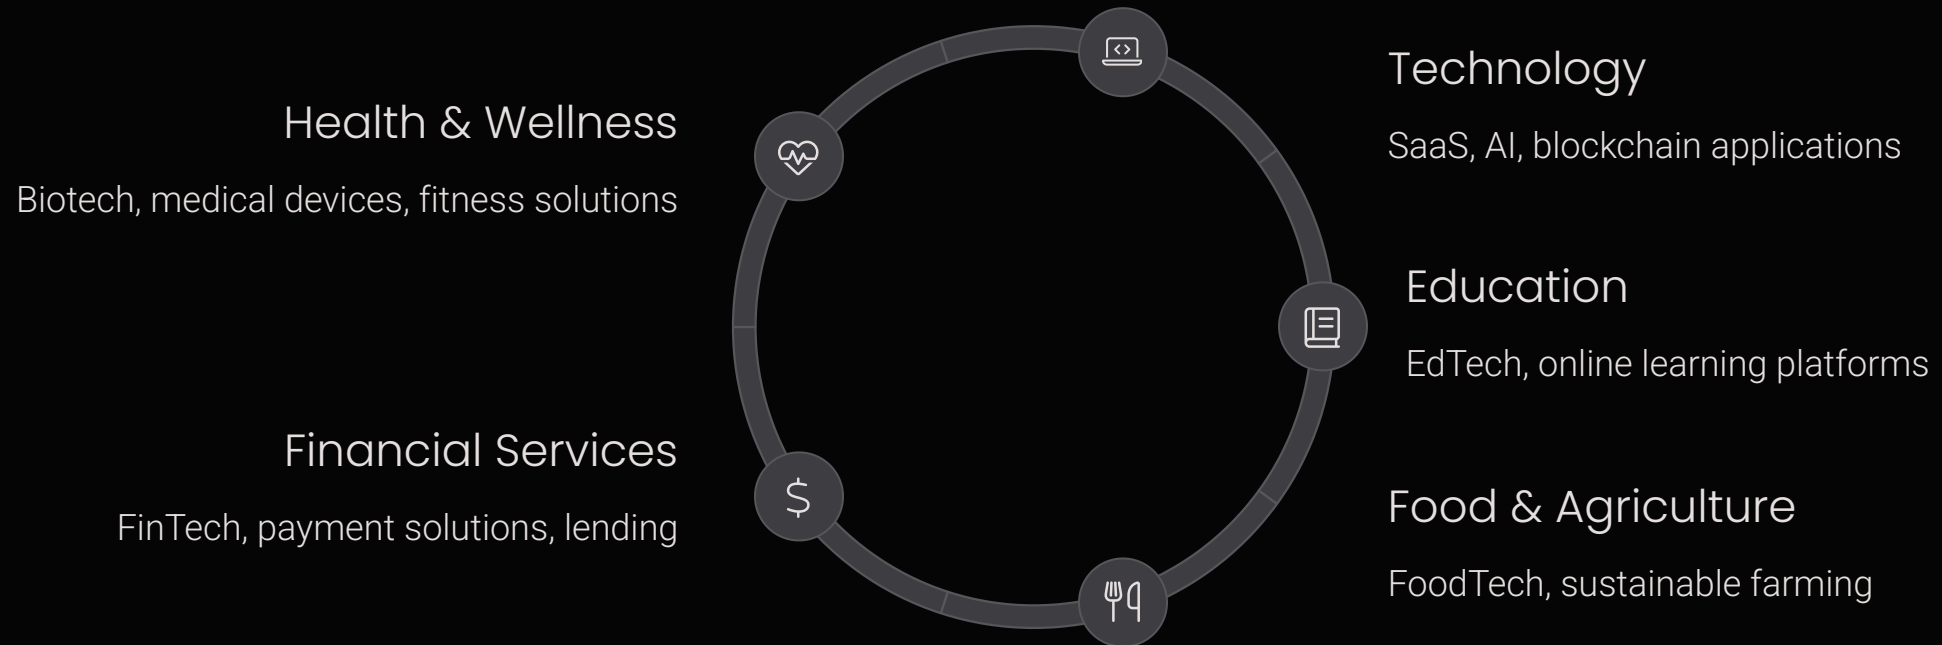 Technology
SaaS, AI, blockchain applications
Education
EdTech, online learning platforms
Food & Agriculture
FoodTech, sustainable farming
Financial Services
FinTech, payment solutions, lending
Health & Wellness
Biotech, medical devices, fitness solutions